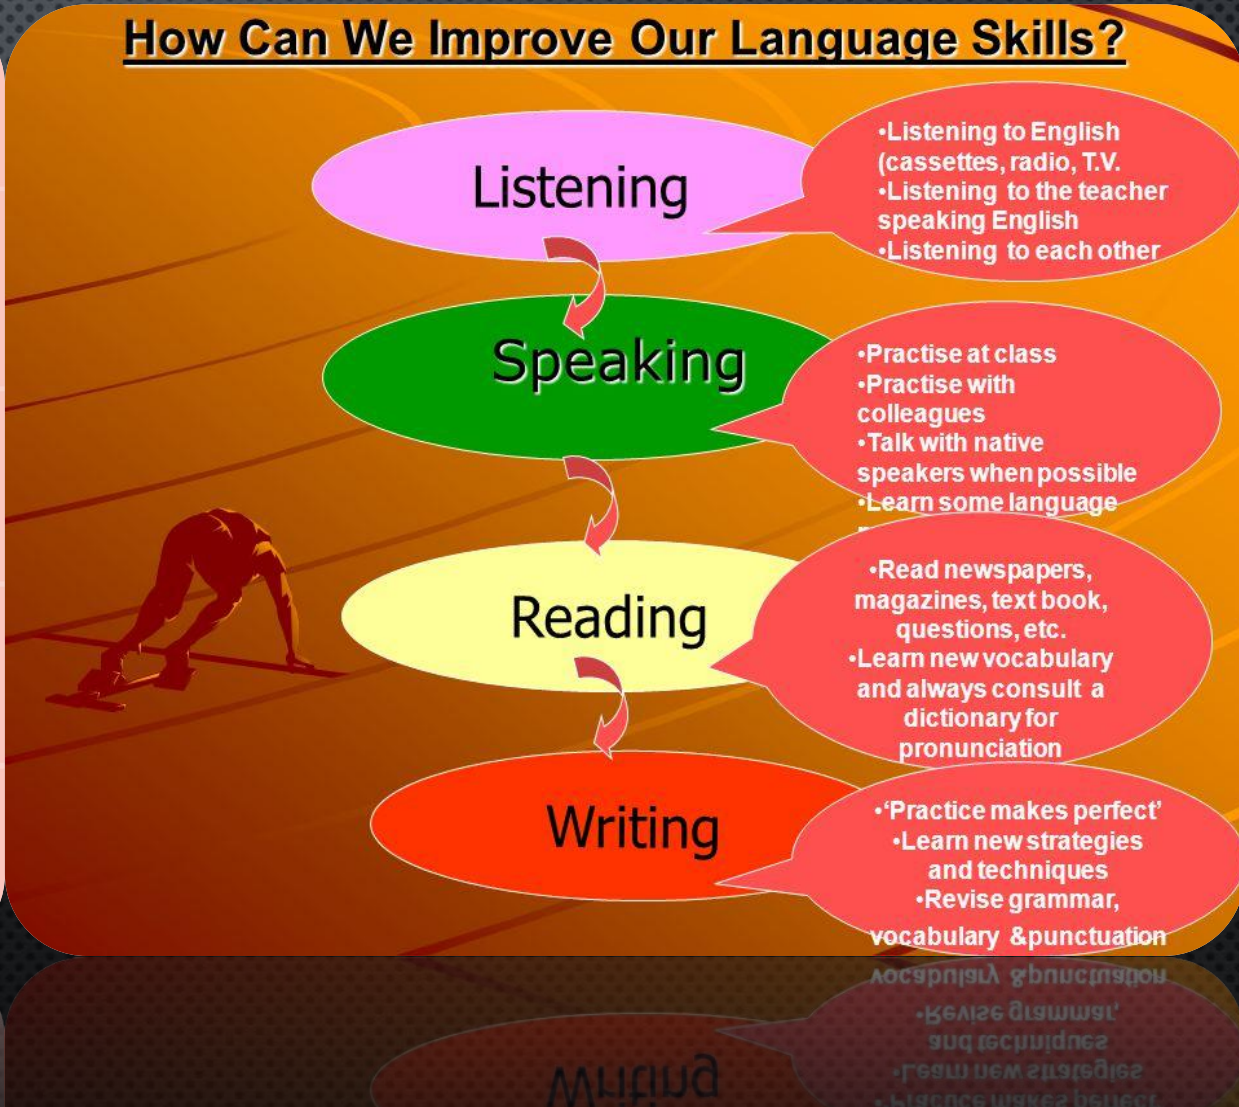 How Can We Improve Our Language Skills?
Listening
•Listening to English
(cassettes, radio, T.V.
•Listening to the teacher
speaking English
•Listening to each other
Speaking
•Practise at class
•Practise with
colleagues
•Talk with native
speakers when possible
•Learn some language
Reading
•Read newspapers,
magazines, text book,
questions, etc.
•Learn new vocabulary
and always consult a
dictionary for
pronunciation
Writing
•‘Practice makes perfect’
•Learn new strategies
and techniques
•Revise grammar,
vocabulary &punctuation